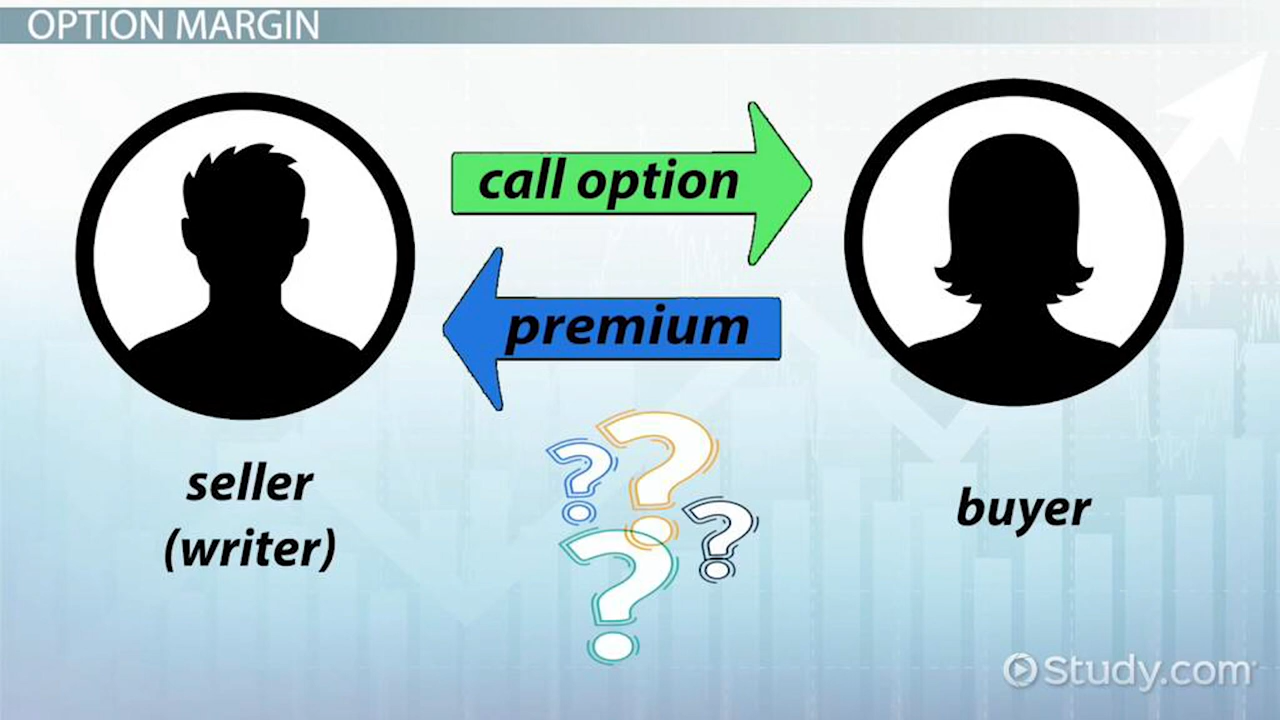 OPTION MARGIN
call option
premium
seller
(writer)
buyer
? ? ? ?
Study.com